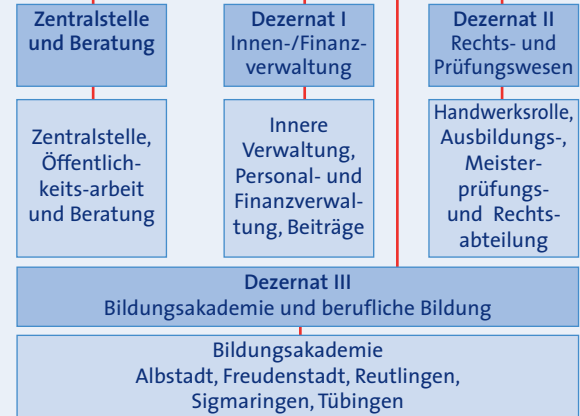 Zentralstelle
und Beratung
Dezernat I
Innen-/Finanz-
verwaltung
Dezernat II
Rechts- und
Prüfungswesen
Zentralstelle,
Öffentlich-
keits-arbeit
und Beratung
Innere
Verwaltung,
Personal- und
Finanzverwal-
tung, Beiträge
Handwerksrolle,
Ausbildungs-,
Meister-
prüfungs-
und Rechts-
abteilung
Dezernat III
Bildungsakademie und berufliche Bildung
Bildungsakademie
Albstadt, Freudenstadt, Reutlingen,
Sigmaringen, Tübingen